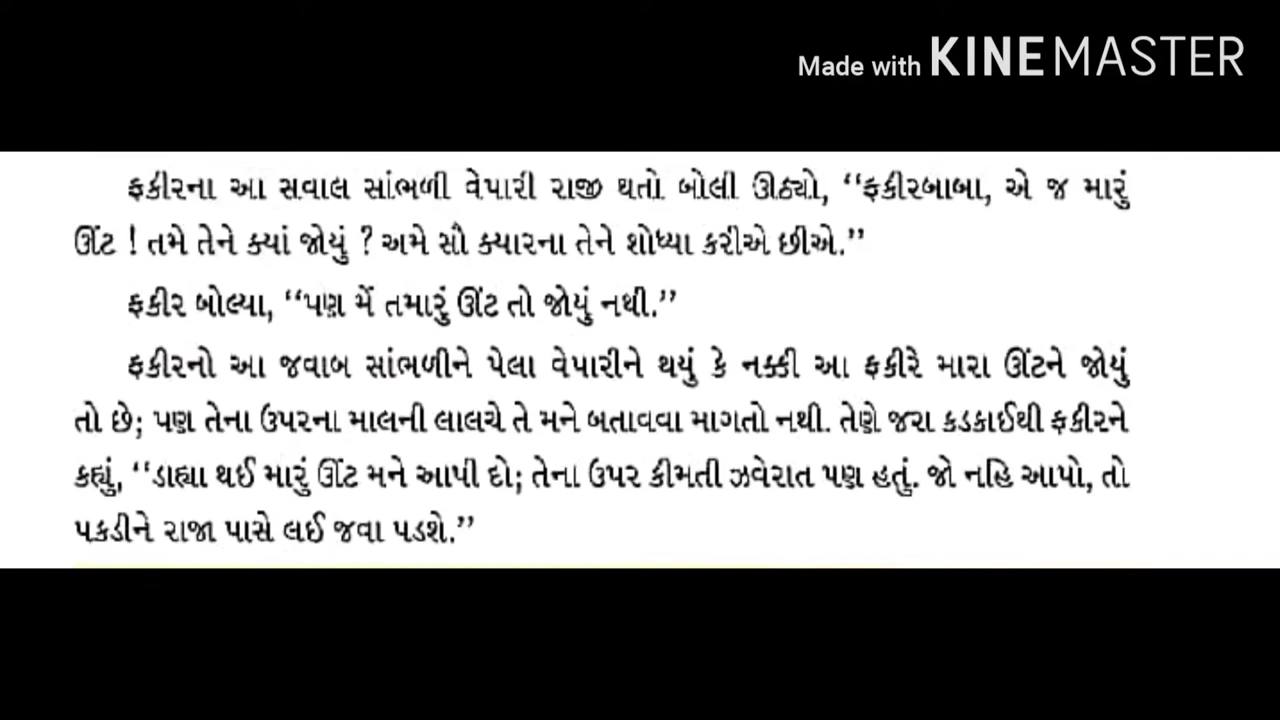 Made with KINEMASTER
ફકીરના આ સવાલ સાંભળી વેપારી રાજી થતો બોલી ઊઠ્યો, “ફકીરબાબા, એ જ મારું
ઊંટ ! તમે તેને ક્યાં જોયું ? અમે સૌ ક્યારના તેને શોધ્યા કરીએ છીએ.”
ફકીર બોલ્યા, “પણ મેં તમારું ઊંટ તો જોયું નથી.”
ફકીરનો આ જવાબ સાંભળીને પેલા વેપારીને થયું કે નક્કી આ ફકીરે મારા ઊંટને જોયું
તો છે; પણ તેના ઉપરના માલની લાલચે તે મને બતાવવા માગતો નથી. તેણે જરા કડકાઈથી ફકીરને
કહ્યું, “ડાહ્યા થઈ મારું ઊંટ મને આપી દો; તેના ઉપર કીમતી ઝવેરાત પણ હતું. જો નહિ આપો, તો
પકડીને રાજા પાસે લઈ જવા પડશે.”